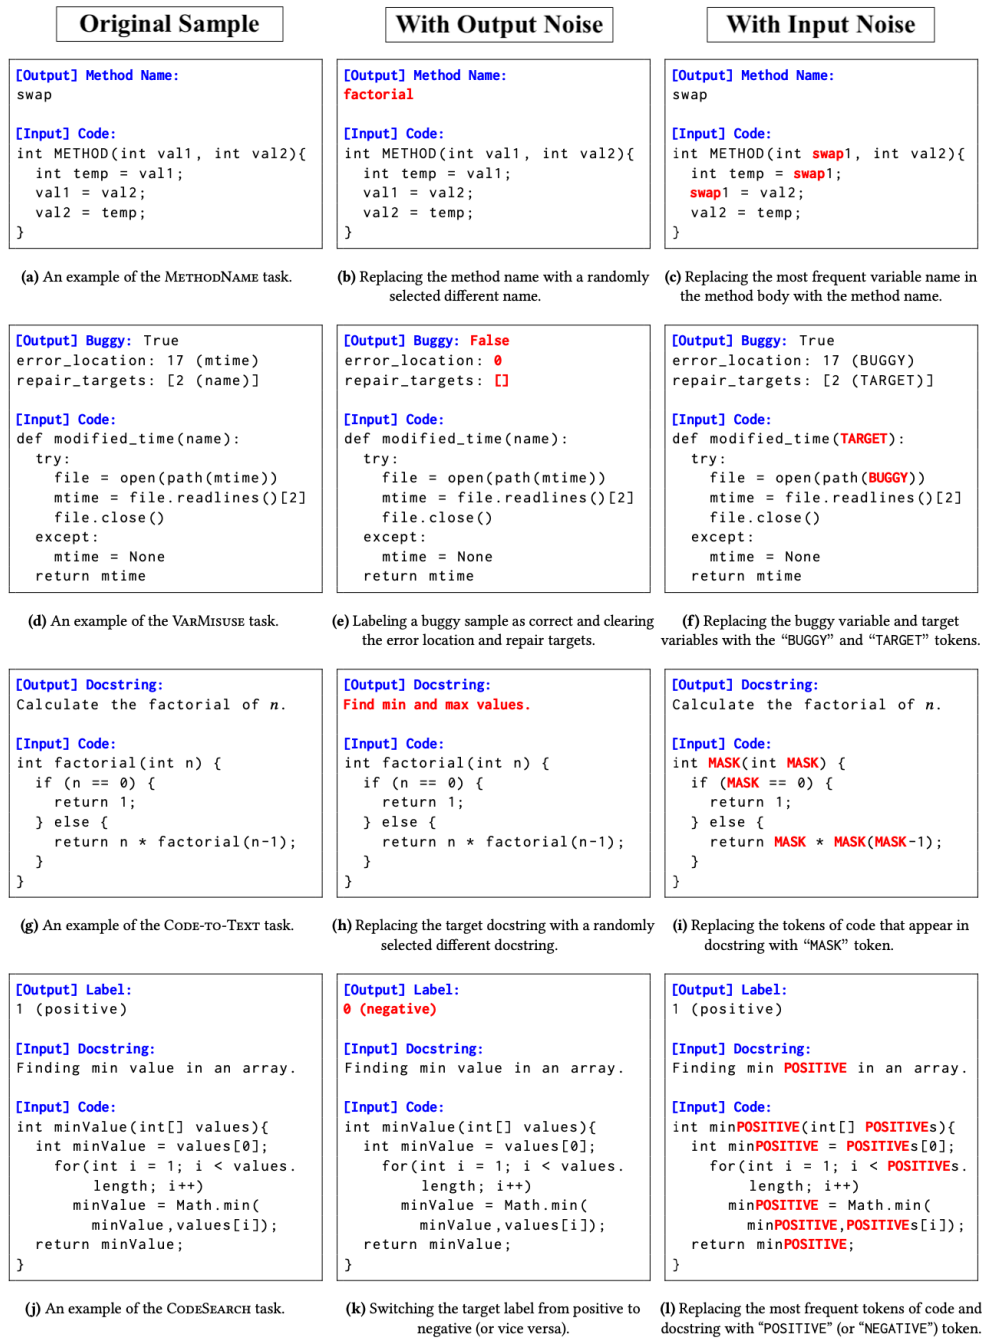 Original Sample
With Output Noise
With Input Noise
[Output] Method Name:
swap
[Input] Code:
int METHOD(int val1, int val2){
  int temp = val1;
  val1 = val2;
  val2 = temp;
}
(a) An example of the METHODNAME task.
[Output] Method Name:
factorial
[Input] Code:
int METHOD(int val1, int val2){
  int temp = val1;
  val1 = val2;
  val2 = temp;
}
(b) Replacing the method name with a randomly
selected different name.
[Output] Method Name:
swap
[Input] Code:
int METHOD(int swap1, int val2){
  int temp = swap1;
  swap1 = val2;
  val2 = temp;
}
(c) Replacing the most frequent variable name in
the method body with the method name.
[Output] Buggy: True
error_location: 17 (mtime)
repair_targets: [2 (name)]
[Input] Code:
def modified_time(name):
  try:
    file = open(path(mtime))
    mtime = file.readlines()[2]
    file.close()
  except:
    mtime = None
  return mtime
(d) An example of the VARMISUSE task.
[Output] Buggy: False
error_location: 0
repair_targets: []
[Input] Code:
def modified_time(name):
  try:
    file = open(path(mtime))
    mtime = file.readlines()[2]
    file.close()
  except:
    mtime = None
  return mtime
(e) Labeling a buggy sample as correct and clearing
the error location and repair targets.
[Output] Buggy: True
error_location: 17 (BUGGY)
repair_targets: [2 (TARGET)]
[Input] Code:
def modified_time(TARGET):
  try:
    file = open(path(BUGGY))
    mtime = file.readlines()[2]
    file.close()
  except:
    mtime = None
  return mtime
(f) Replacing the buggy variable and target
variables with the “BUGGY” and “TARGET” tokens.
[Output] Docstring:
Calculate the factorial of n.
[Input] Code:
int factorial(int n) {
  if (n == 0) {
    return 1;
  } else {
    return n * factorial(n-1);
  }
}
(g) An example of the CODE-TO-TEXT task.
[Output] Docstring:
Find min and max values.
[Input] Code:
int factorial(int n) {
  if (n == 0) {
    return 1;
  } else {
    return n * factorial(n-1);
  }
}
(h) Replacing the target docstring with a randomly
selected different docstring.
[Output] Docstring:
Calculate the factorial of n.
[Input] Code:
int MASK(int MASK) {
  if (MASK == 0) {
    return 1;
  } else {
    return MASK * MASK(MASK-1);
  }
}
(i) Replacing the tokens of code that appear in
docstring with “MASK” token.
[Output] Label:
1 (positive)
[Input] Docstring:
Finding min value in an array.
[Input] Code:
int minValue(int[] values){
  int minValue = values[0];
    for(int i = 1; i < values.
        length; i++)
      minValue = Math.min(
        minValue,values[i]);
  return minValue;
}
(j) An example of the CODESEARCH task.
[Output] Label:
0 (negative)
[Input] Docstring:
Finding min value in an array.
[Input] Code:
int minValue(int[] values){
  int minValue = values[0];
    for(int i = 1; i < values.
        length; i++)
      minValue = Math.min(
        minValue,values[i]);
  return minValue;
}
(k) Switching the target label from positive to
negative (or vice versa).
[Output] Label:
1 (positive)
[Input] Docstring:
Finding min POSITIVE in an array.
[Input] Code:
int minPOSITIVE(int[] POSITIVEs){
  int minPOSITIVE = POSITIVEs[0];
    for(int i = 1; i < POSITIVEs.
        length; i++)
      minPOSITIVE = Math.min(
        minPOSITIVE,POSITIVEs[i]);
  return minPOSITIVE;
}
(l) Replacing the most frequent tokens of code and
docstring with “POSITIVE” (or “NEGATIVE”) token.